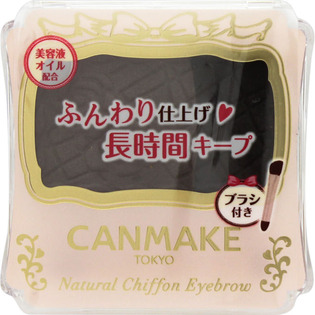 美容液
オイル
配合
ふんわり仕上げ♥
長時間キープ
ブラシ
付き
CANMAKE
TOKYO
Natural Chiffon Eyebrow